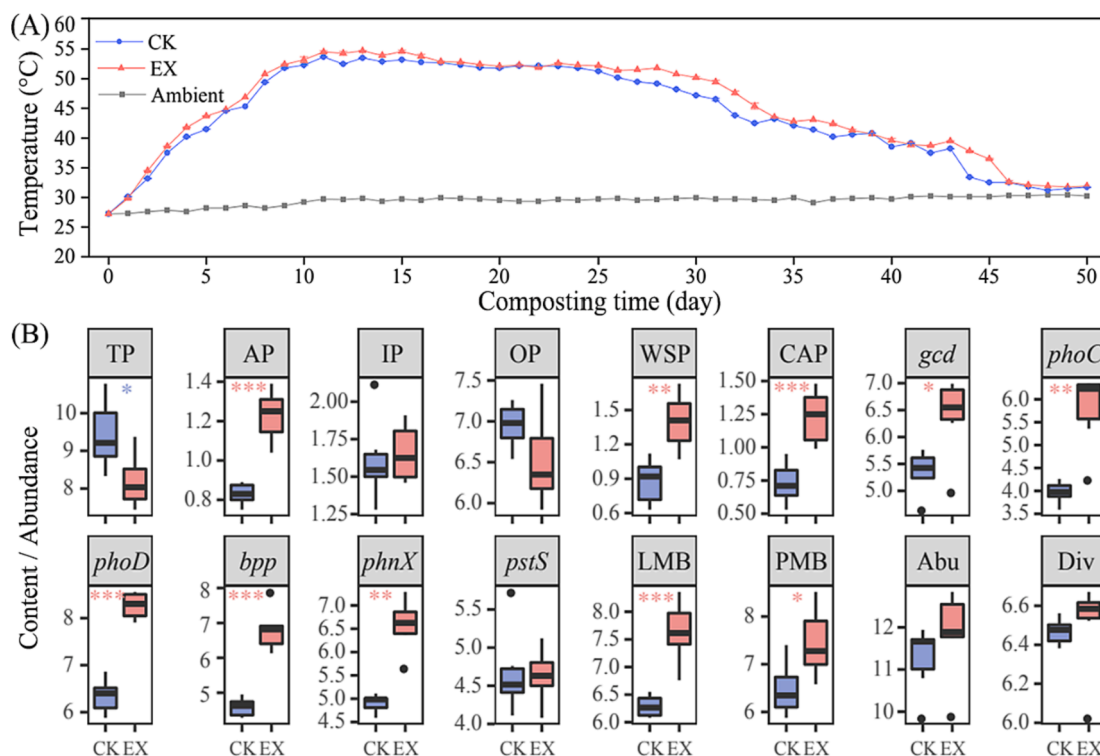 (A)
60
55
50
45
40
35
30
25
20
Temperature (°C)
CK
EX
Ambient
0 5 10 15 20 25 30 35 40 45 50
Composting time (day)
(B)
Content / Abundance
TP AP IP OP WSP CAP gcd phoC
* *** ** *** * **
10 9 8
1.4 1.2 1.0 0.8
2.00 1.75 1.50 1.25
7.5 7.0 6.5 6.0
1.8 1.5 1.2 0.9 0.6
1.50 1.25 1.00 0.75 0.50
7.0 6.5 6.0 5.5 5.0
6.0 5.5 5.0 4.5 4.0 3.5
phoD bpp phnX pstS LMB PMB Abu Div
*** *** ** *** *
8 7 6
8 7 6 5
7.0 6.5 6.0 5.5 5.0 4.5
5.5 5.0 4.5 4.0
8.0 7.5 7.0 6.5 6.0
8 7 6
12 11 10
6.6 6.4 6.2 6.0
CK EX CK EX CK EX CK EX CK EX CK EX CK EX CK EX